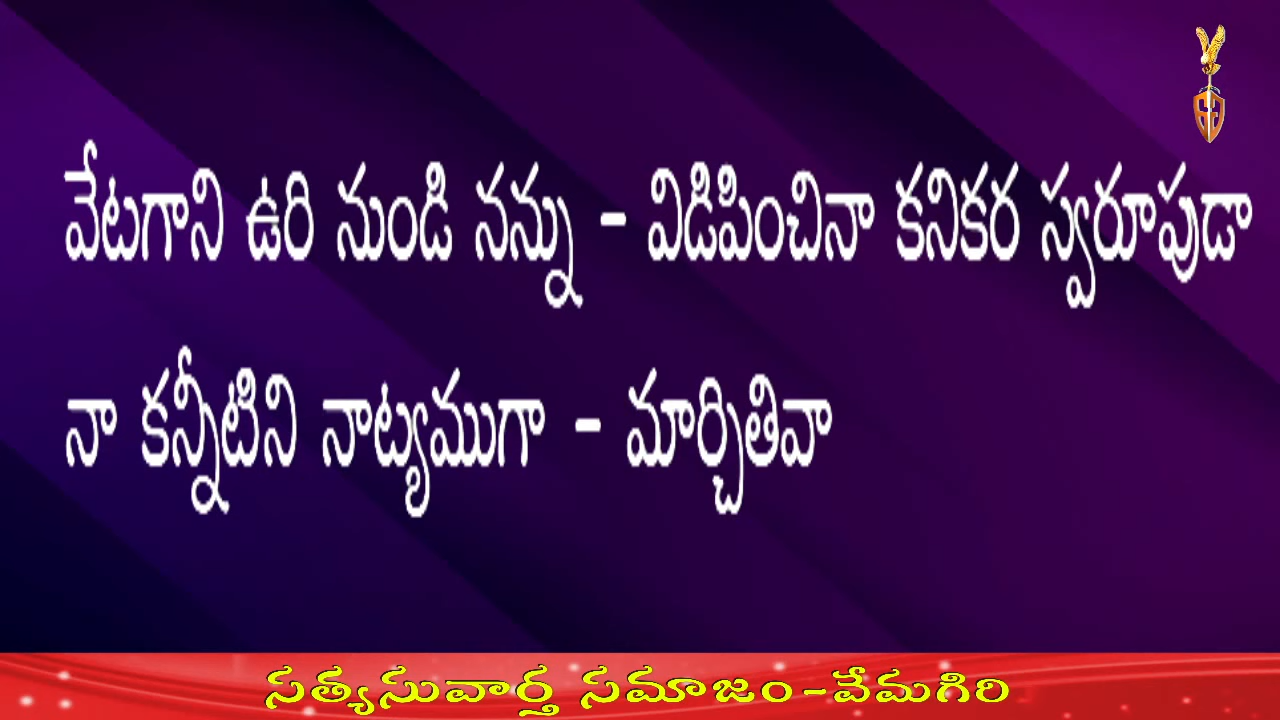 వేటగాని ఉరి నుండి నన్ను - విడిపించినా కనికర స్వరూపుడా
నా కన్నీటిని నాట్యముగా - మార్చితివా
సత్యసువార్త సమాజం-వేమగిరి